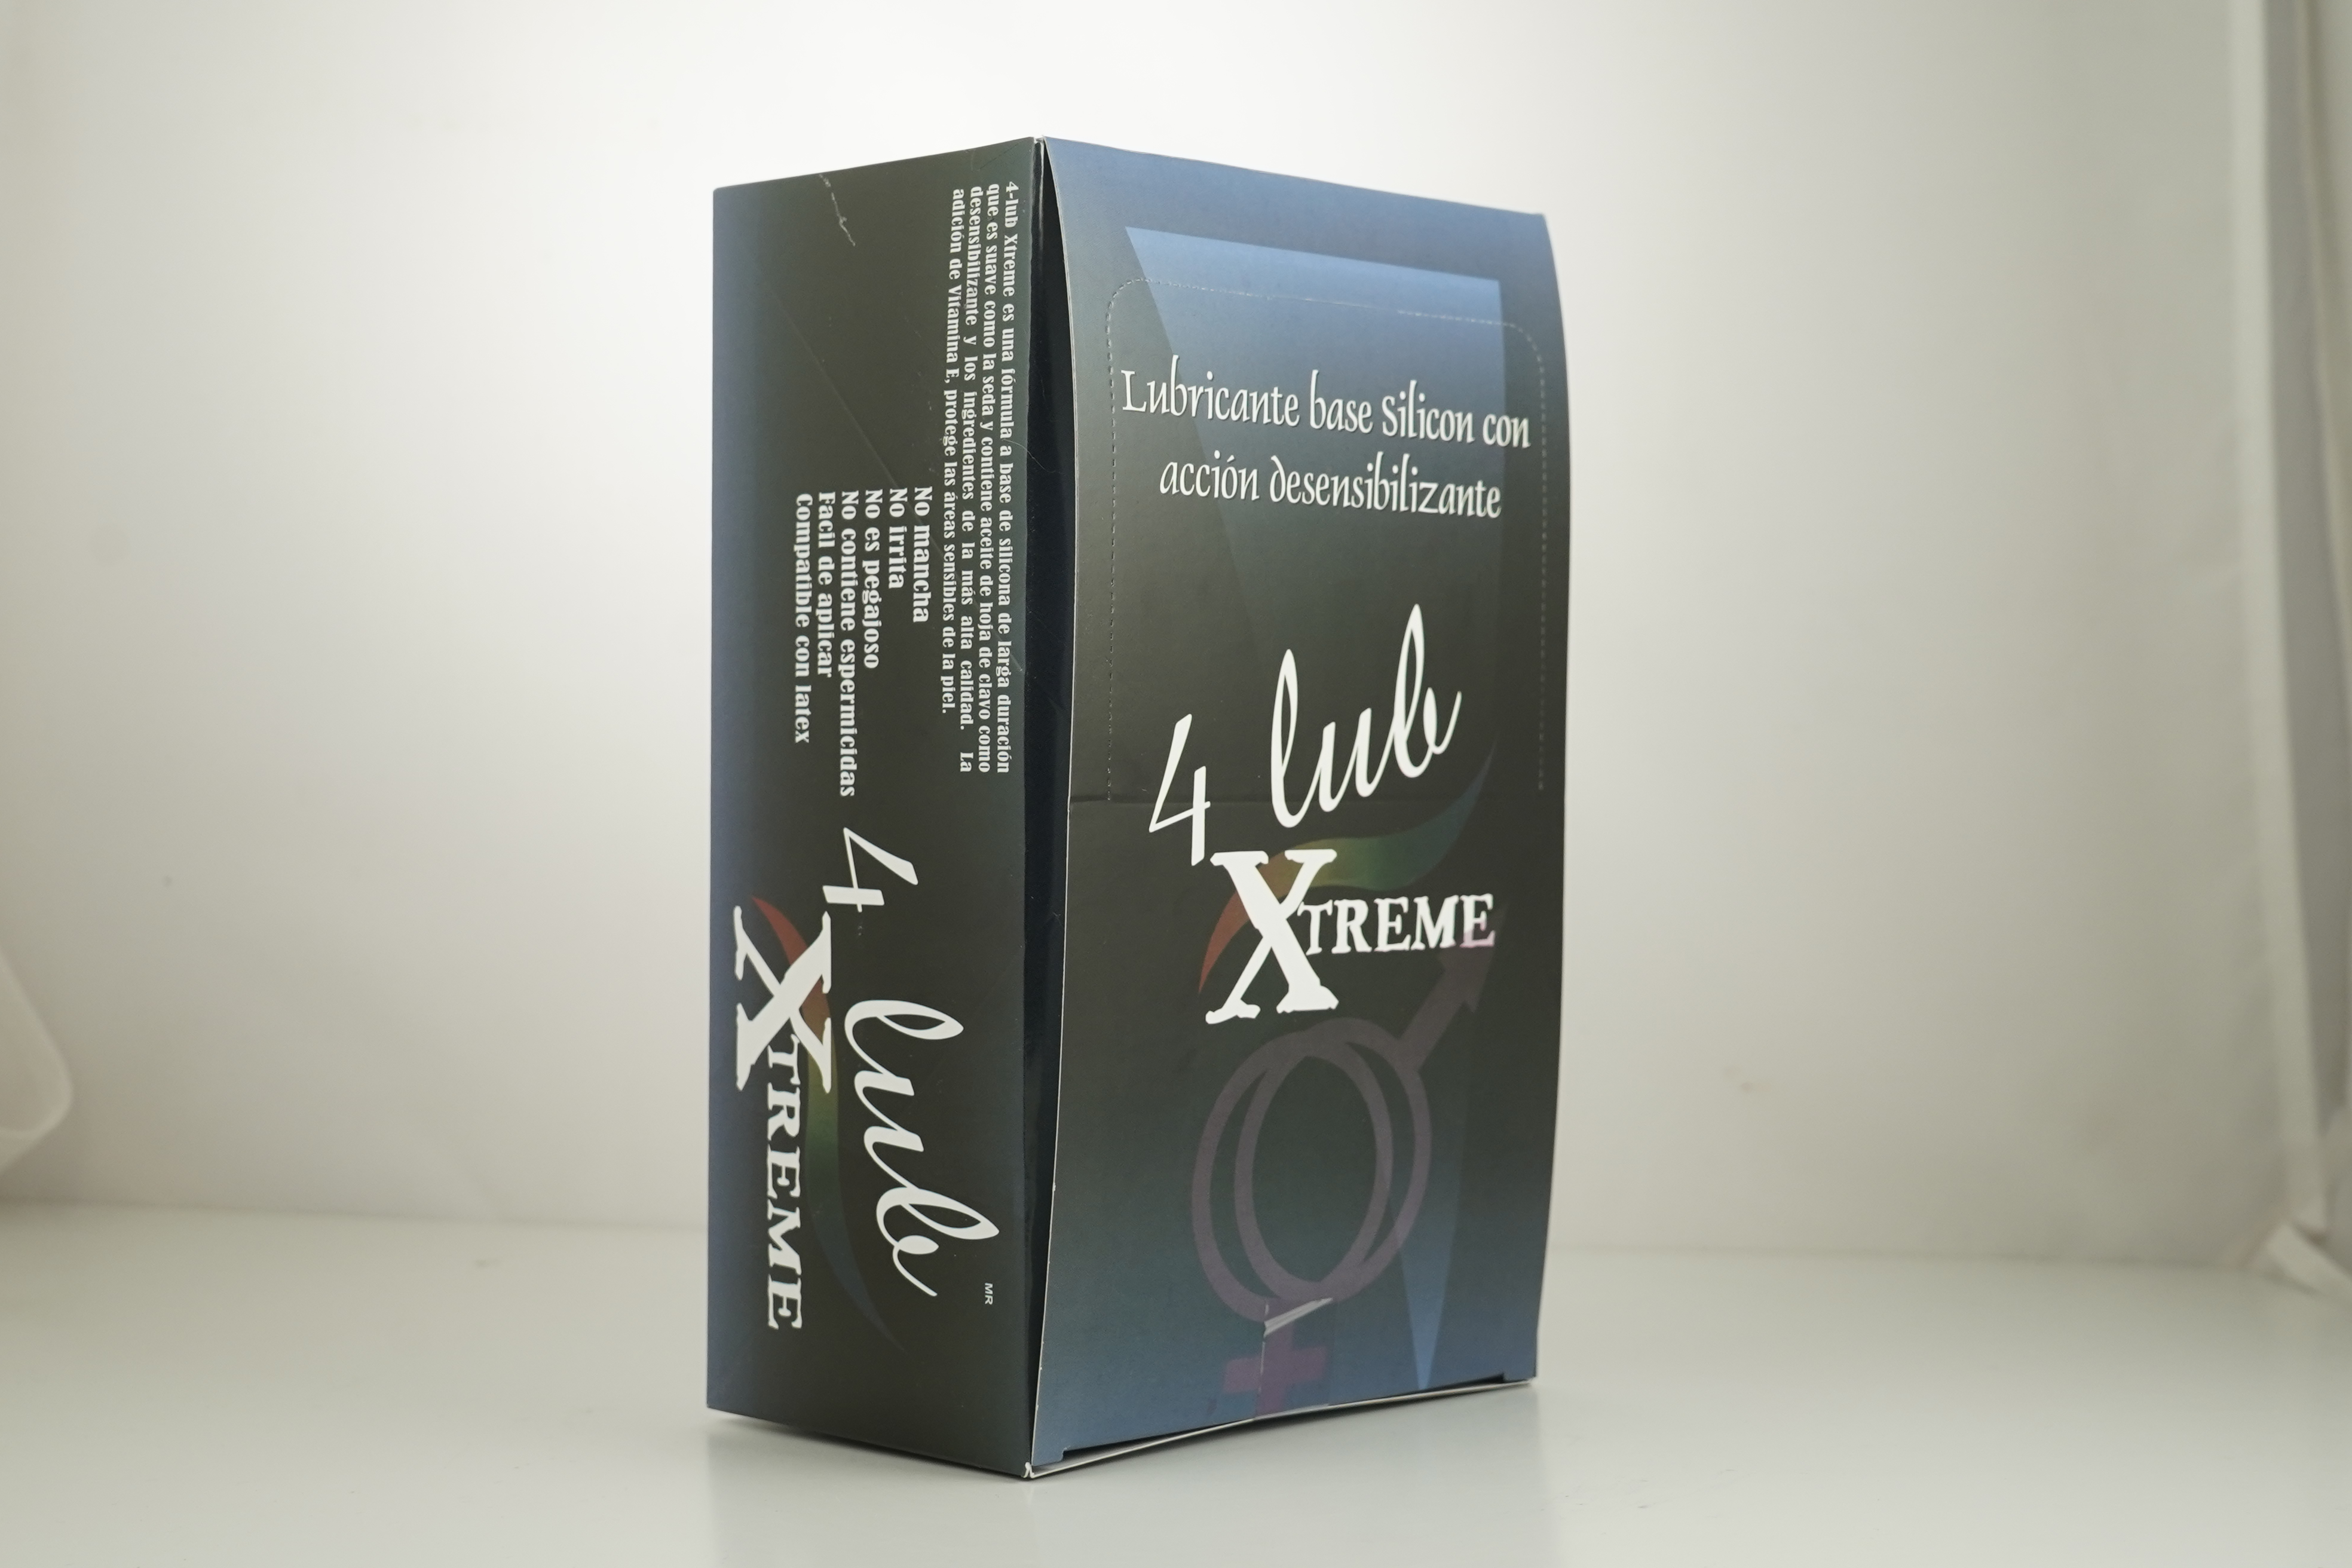 Lubricante base Silicon con
acción desensibilizante
4 lub
XTREME
4-lub Xtreme es una fórmula a base de silicona de larga duración
que es suave como la seda y contiene aceite de hoja de clavo como
desensibilizante y los ingredientes de la más alta calidad. La
adición de Vitamina E, protege las áreas sensibles de la piel.
No mancha
No irrita
No es pegajoso
No contiene espermicidas
Facil de aplicar
Compatible con latex
4 lub
MR
XTREME